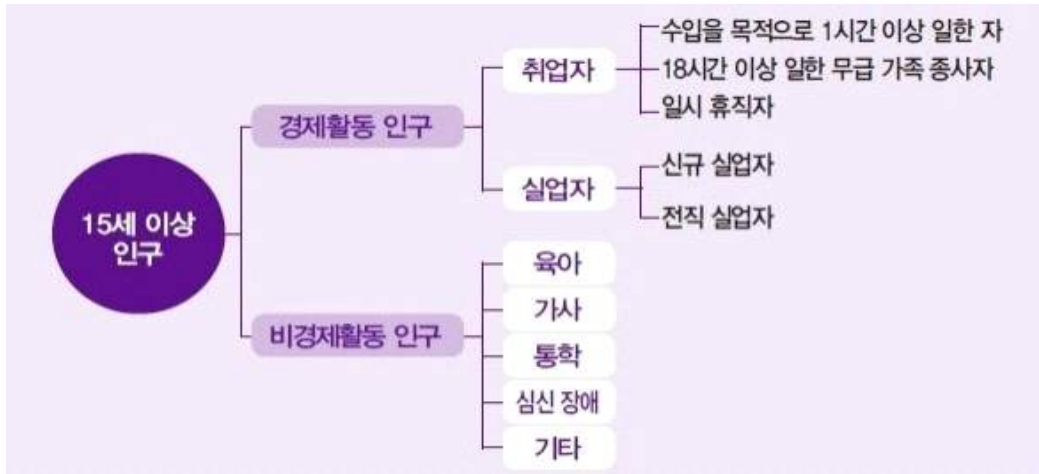 15세 이상
인구
경제활동 인구
취업자
수입을 목적으로 1시간 이상 일한 자
18시간 이상 일한 무급 가족 종사자
일시 휴직자
실업자
신규 실업자
전직 실업자
비경제활동 인구
육아
가사
통학
심신 장애
기타